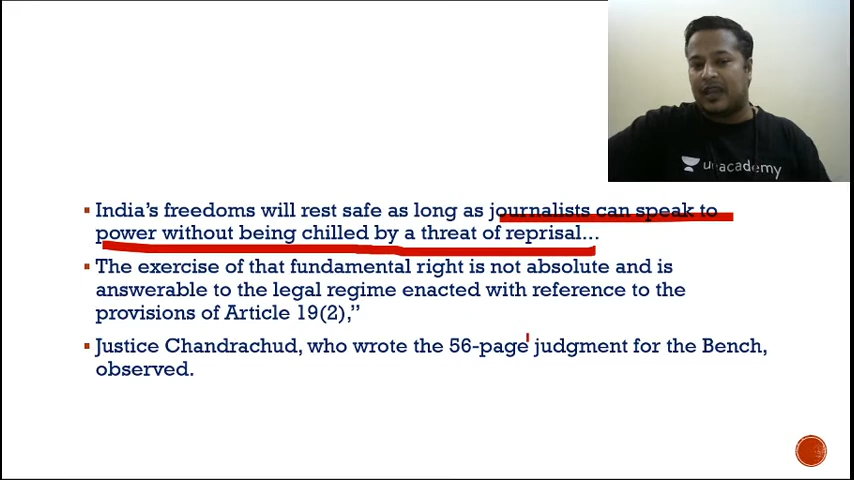 unacademy
India's freedoms will rest safe as long as journalists can speak to
power without being chilled by a threat of reprisal...
The exercise of that fundamental right is not absolute and is
answerable to the legal regime enacted with reference to the
provisions of Article 19(2),”
Justice Chandrachud, who wrote the 56-page judgment for the Bench,
observed.